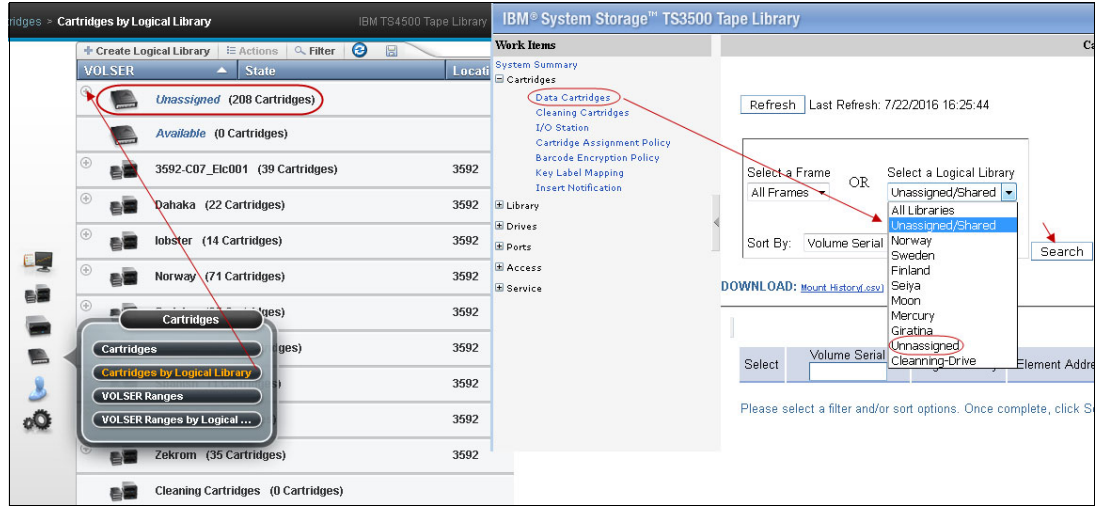 ridges > Cartridges by Logical Library
IBM TS4500 Tape Library
Create Logical Library
Actions
Filter
VOLSER
State
Locati
Unassigned (208 Cartridges)
Available (0 Cartridges)
3592-C07_Elc001 (39 Cartridges)
3592
Dahaka (22 Cartridges)
3592
lobster (14 Cartridges)
3592
Norway (71 Cartridges)
3592
ges)
3592
ges)
3592
3592
3592
Zekrom (35 Cartridges)
3592
Cleaning Cartridges (0 Cartridges)
Cartridges
Cartridges
Cartridges by Logical Library
VOLSER Ranges
VOLSER Ranges by Logical ...
IBM® System Storage™ TS3500 Tape Library
Work Items
Ca
System Summary
Cartridges
Data Cartridges
Cleaning Cartridges
I/O Station
Cartridge Assignment Policy
Barcode Encryption Policy
Key Label Mapping
Insert Notification
Library
Drives
Ports
Access
Service
Refresh
Last Refresh: 7/22/2016 16:25:44
Select a Frame
OR
Select a Logical Library
All Frames
Unassigned/Shared
All Libraries
Unassigned/Shared
Norway
Sweden
Finland
Seiya
Moon
Mercury
Giratina
Unnassigned
Cleanning-Drive
Sort By:
Volume Serial
Search
DOWNLOAD: Mount History(.csv)
Select
Volume Serial
Element Addre
Please select a filter and/or sort options. Once complete, click S